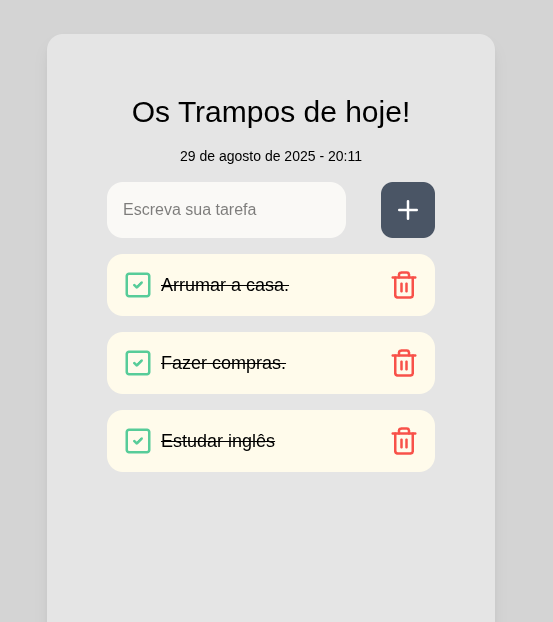 Os Trampos de hoje!
29 de agosto de 2025 - 20:11
Escreva sua tarefa
Arrumar a casa.
Fazer compras.
Estudar inglês